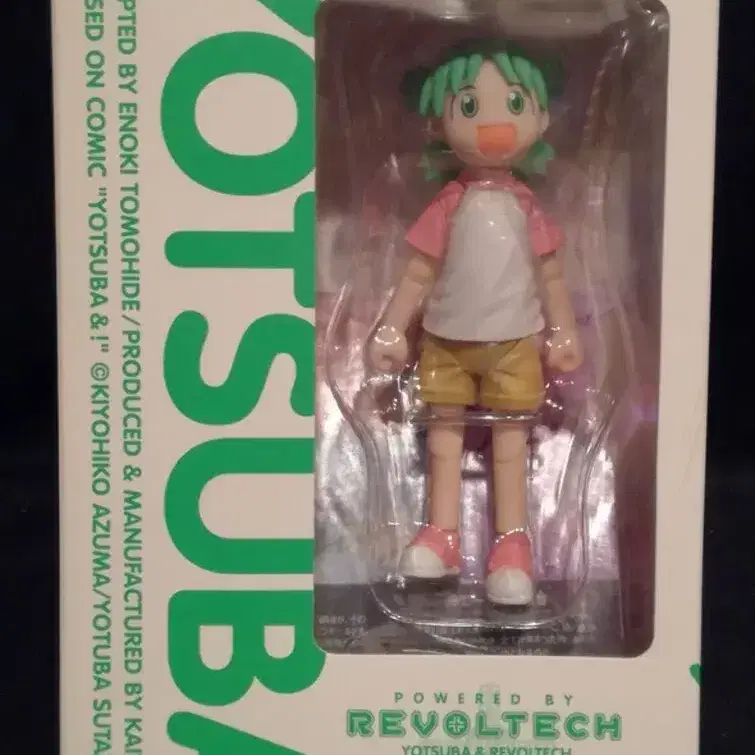 YOTSUBA
PTED BY ENOKI TOMOHIDE / PRODUCED & MANUFACTURED BY KAI
SED ON COMIC "YOTSUBA & !" ©KIYOHIKO AZUMA/YOTUBA SUTA
POWERED BY
REVOLTECH
YOTSUBA & REVOLTECH